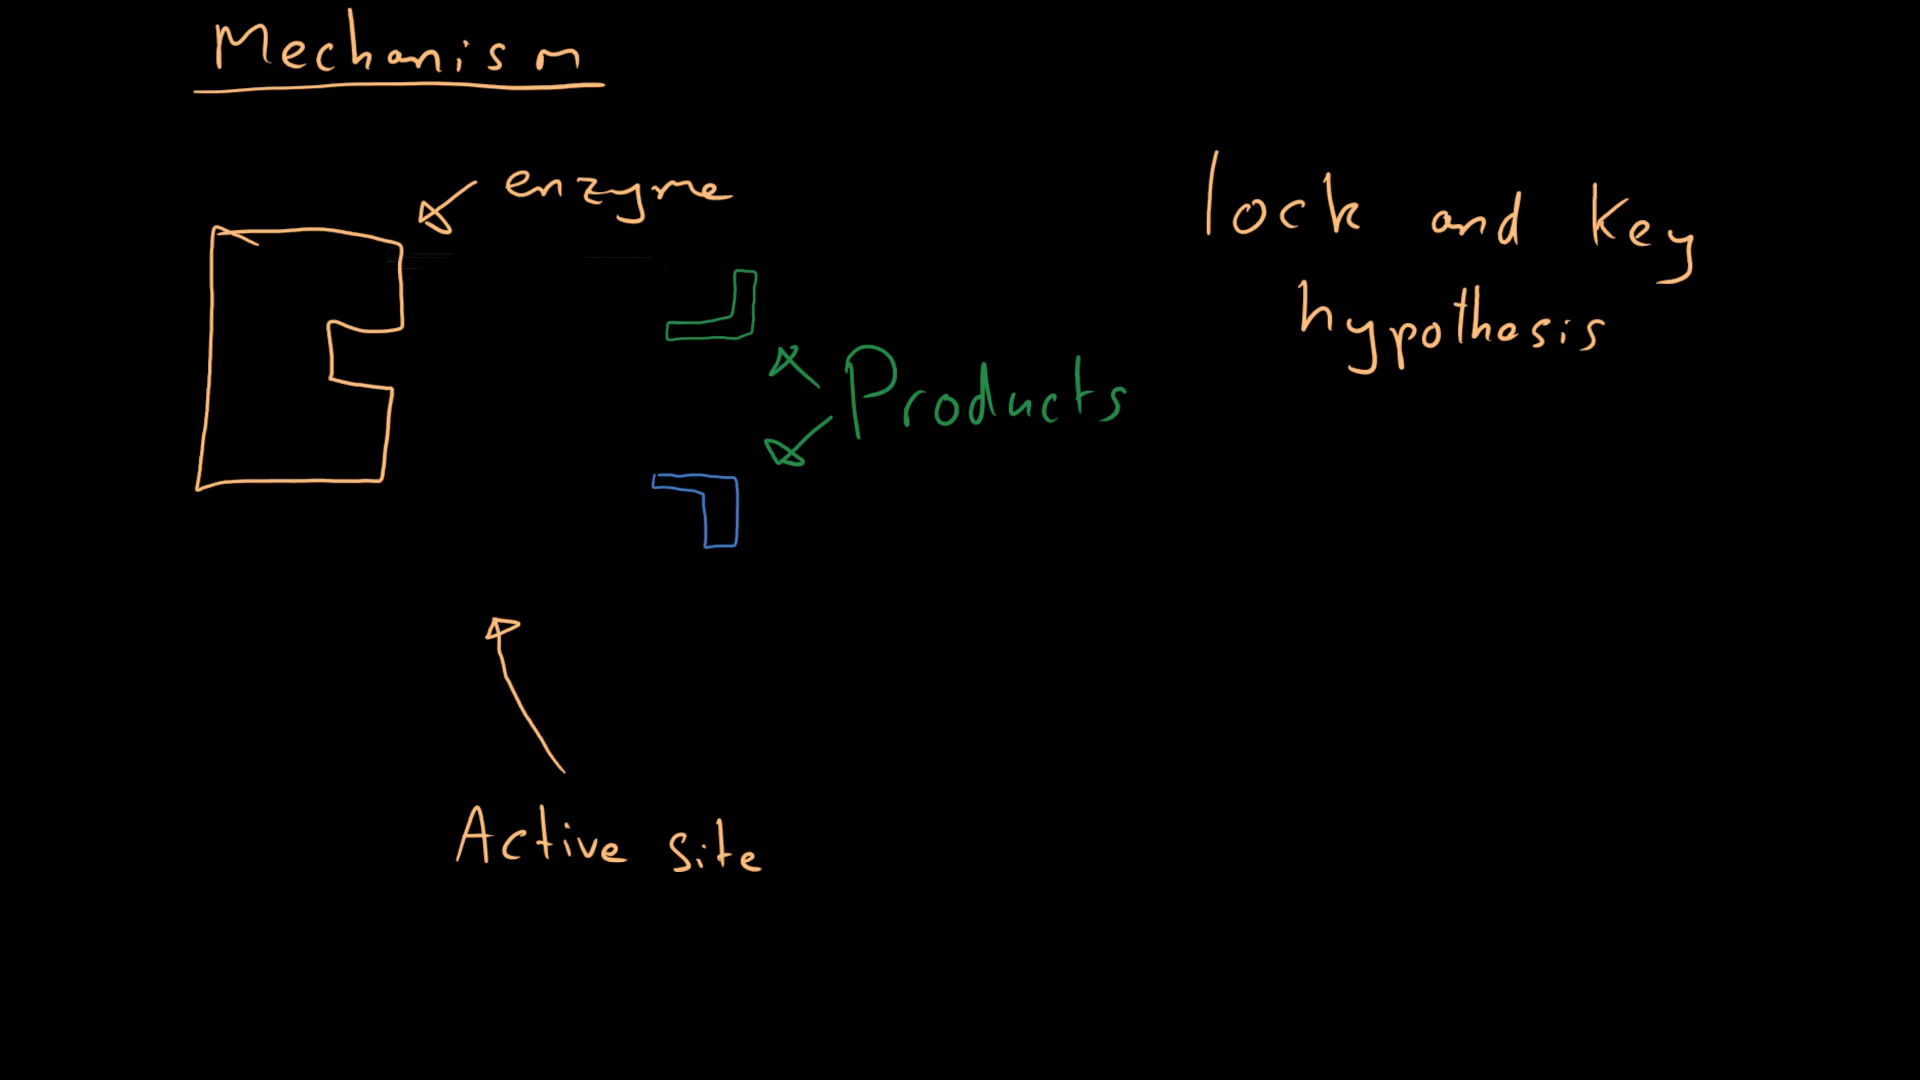 Mechanism
enzyme
lock and key
hypothesis
Products
Active site